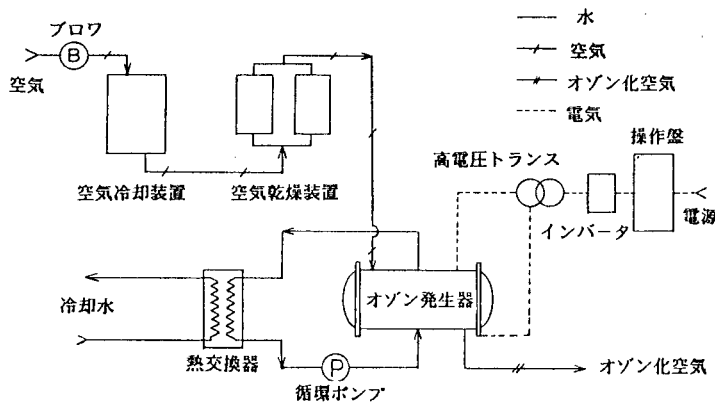 ブロワ
B
空気
空気冷却装置
空気乾燥装置
水
空気
オゾン化空気
電気
操作盤
高電圧トランス
インバータ
電源
オゾン発生器
冷却水
熱交換器
P
循環ポンプ
オゾン化空気